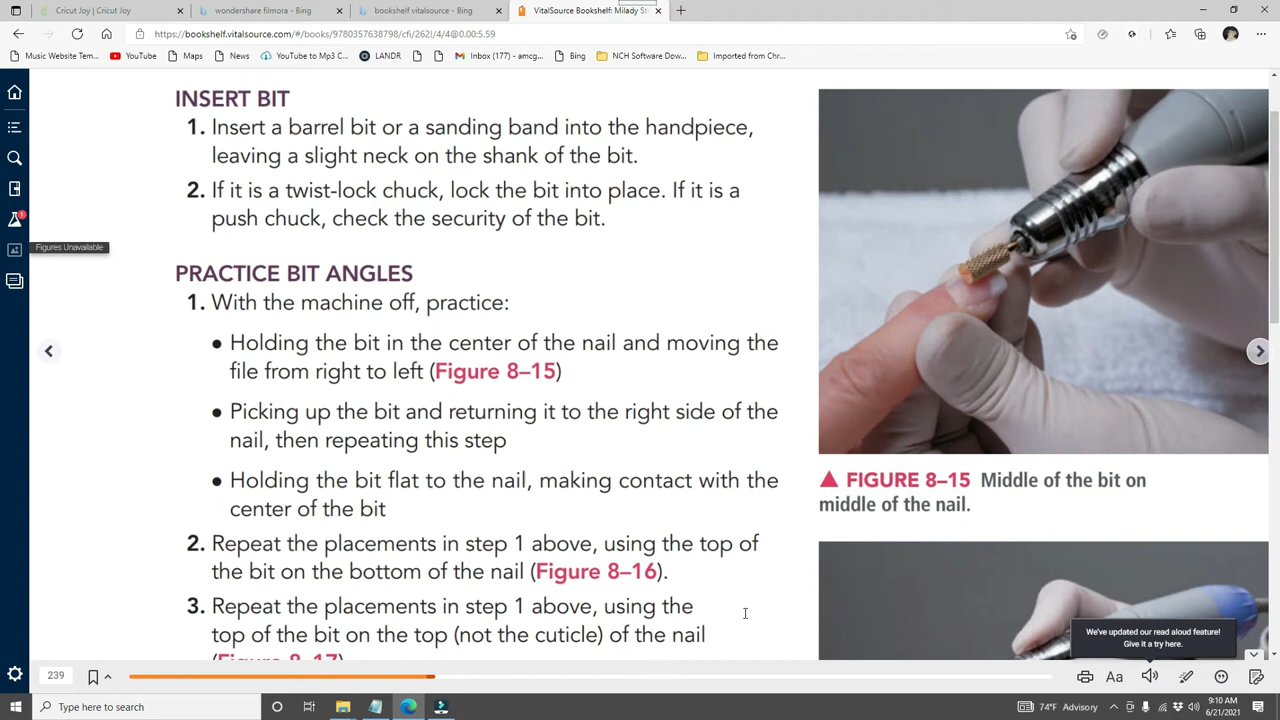 Cricut Joy | Cricut Joy
wondershare filmora - Bing
bookshelf vitalsource - Bing
VitalSource Bookshelf: Milady St
https://bookshelf.vitalsource.com/#/books/9780357638798/cfi/262!/4/4@0.00:5.59
Music Website Tem...
YouTube
Maps
News
YouTube to Mp3 C...
LANDR
Inbox (177) - amcg...
Bing
NCH Software Dow...
Imported from Chr...
INSERT BIT
1. Insert a barrel bit or a sanding band into the handpiece,
leaving a slight neck on the shank of the bit.
2. If it is a twist-lock chuck, lock the bit into place. If it is a
push chuck, check the security of the bit.
Figures Unavailable
PRACTICE BIT ANGLES
1. With the machine off, practice:
● Holding the bit in the center of the nail and moving the
file from right to left (Figure 8–15)
● Picking up the bit and returning it to the right side of the
nail, then repeating this step
● Holding the bit flat to the nail, making contact with the
center of the bit
2. Repeat the placements in step 1 above, using the top of
the bit on the bottom of the nail (Figure 8–16).
3. Repeat the placements in step 1 above, using the
top of the bit on the top (not the cuticle) of the nail
(Figure 8–17)
▲ FIGURE 8–15 Middle of the bit on
middle of the nail.
We've updated our read aloud feature!
Give it a try here.
239
Aa
Type here to search
74°F Advisory
9:10 AM
6/21/2021